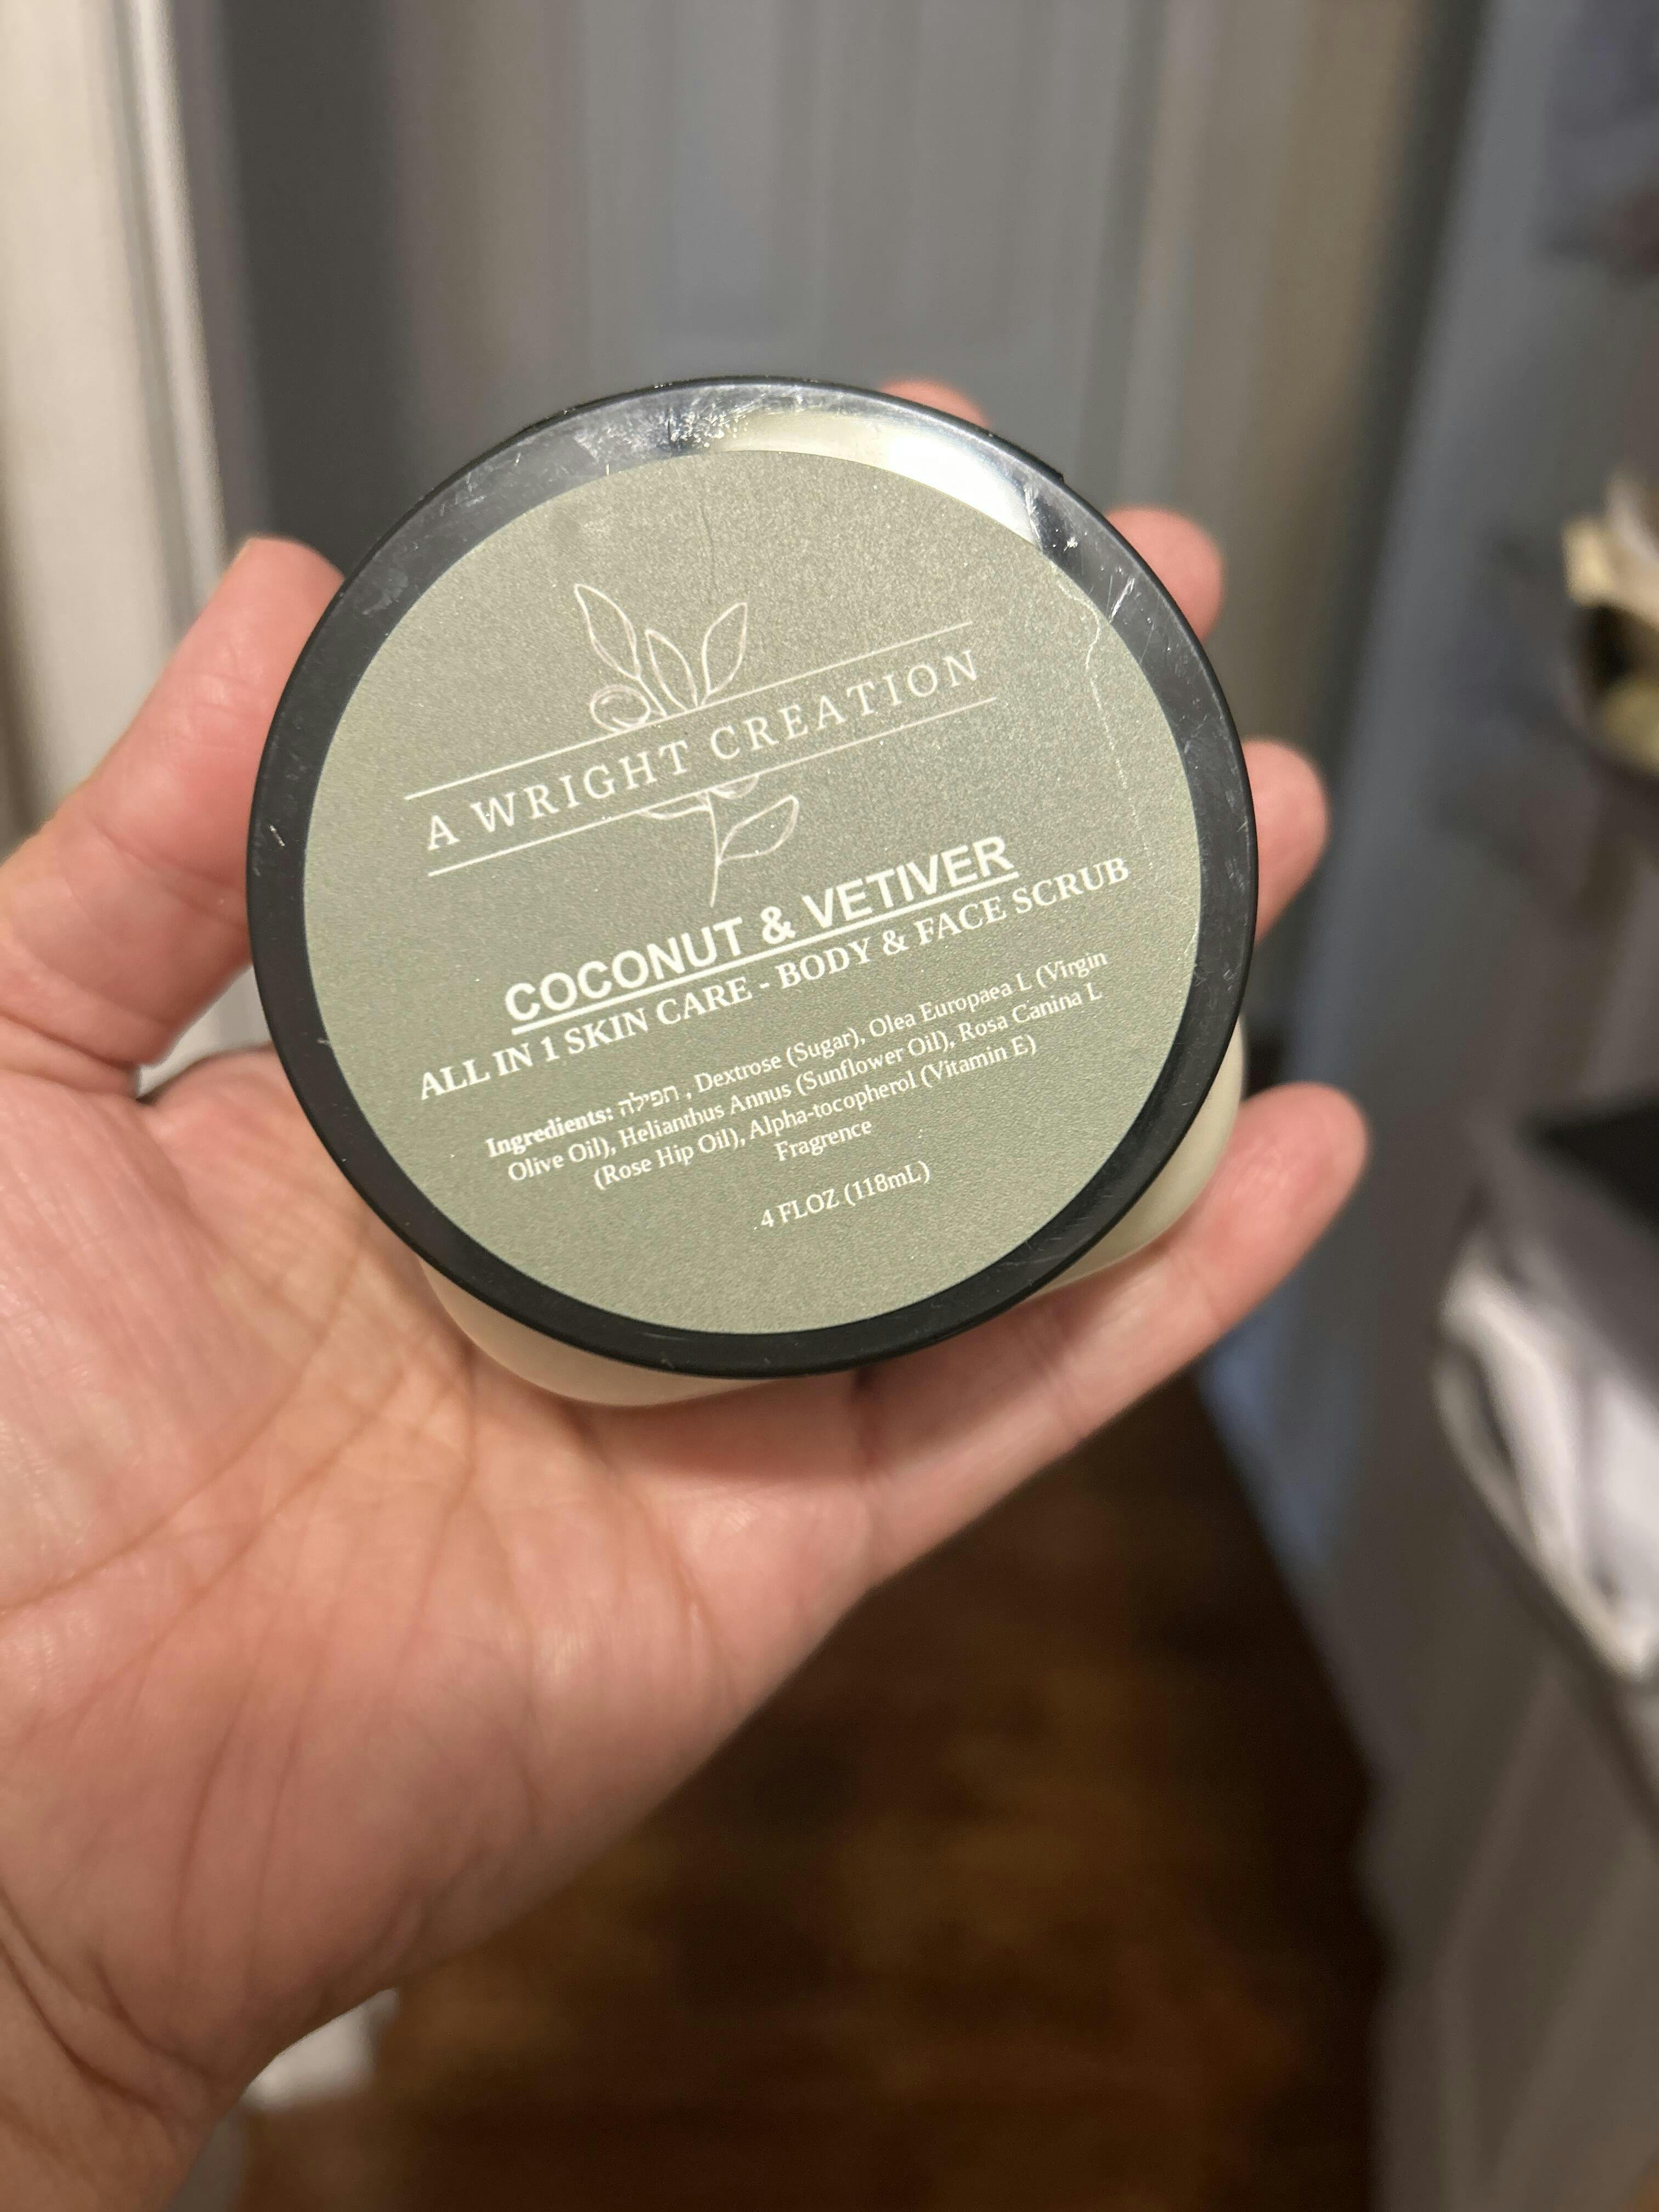 A WRIGHT CREATION
COCONUT & VETIVER
ALL IN 1 SKIN CARE - BODY & FACE SCRUB
Ingredients: תפילה , Dextrose (Sugar), Olea Europaea L (Virgin
Olive Oil), Helianthus Annus (Sunflower Oil), Rosa Canina L
(Rose Hip Oil), Alpha-tocopherol (Vitamin E)
Fragrence
4 FLOZ (118mL)